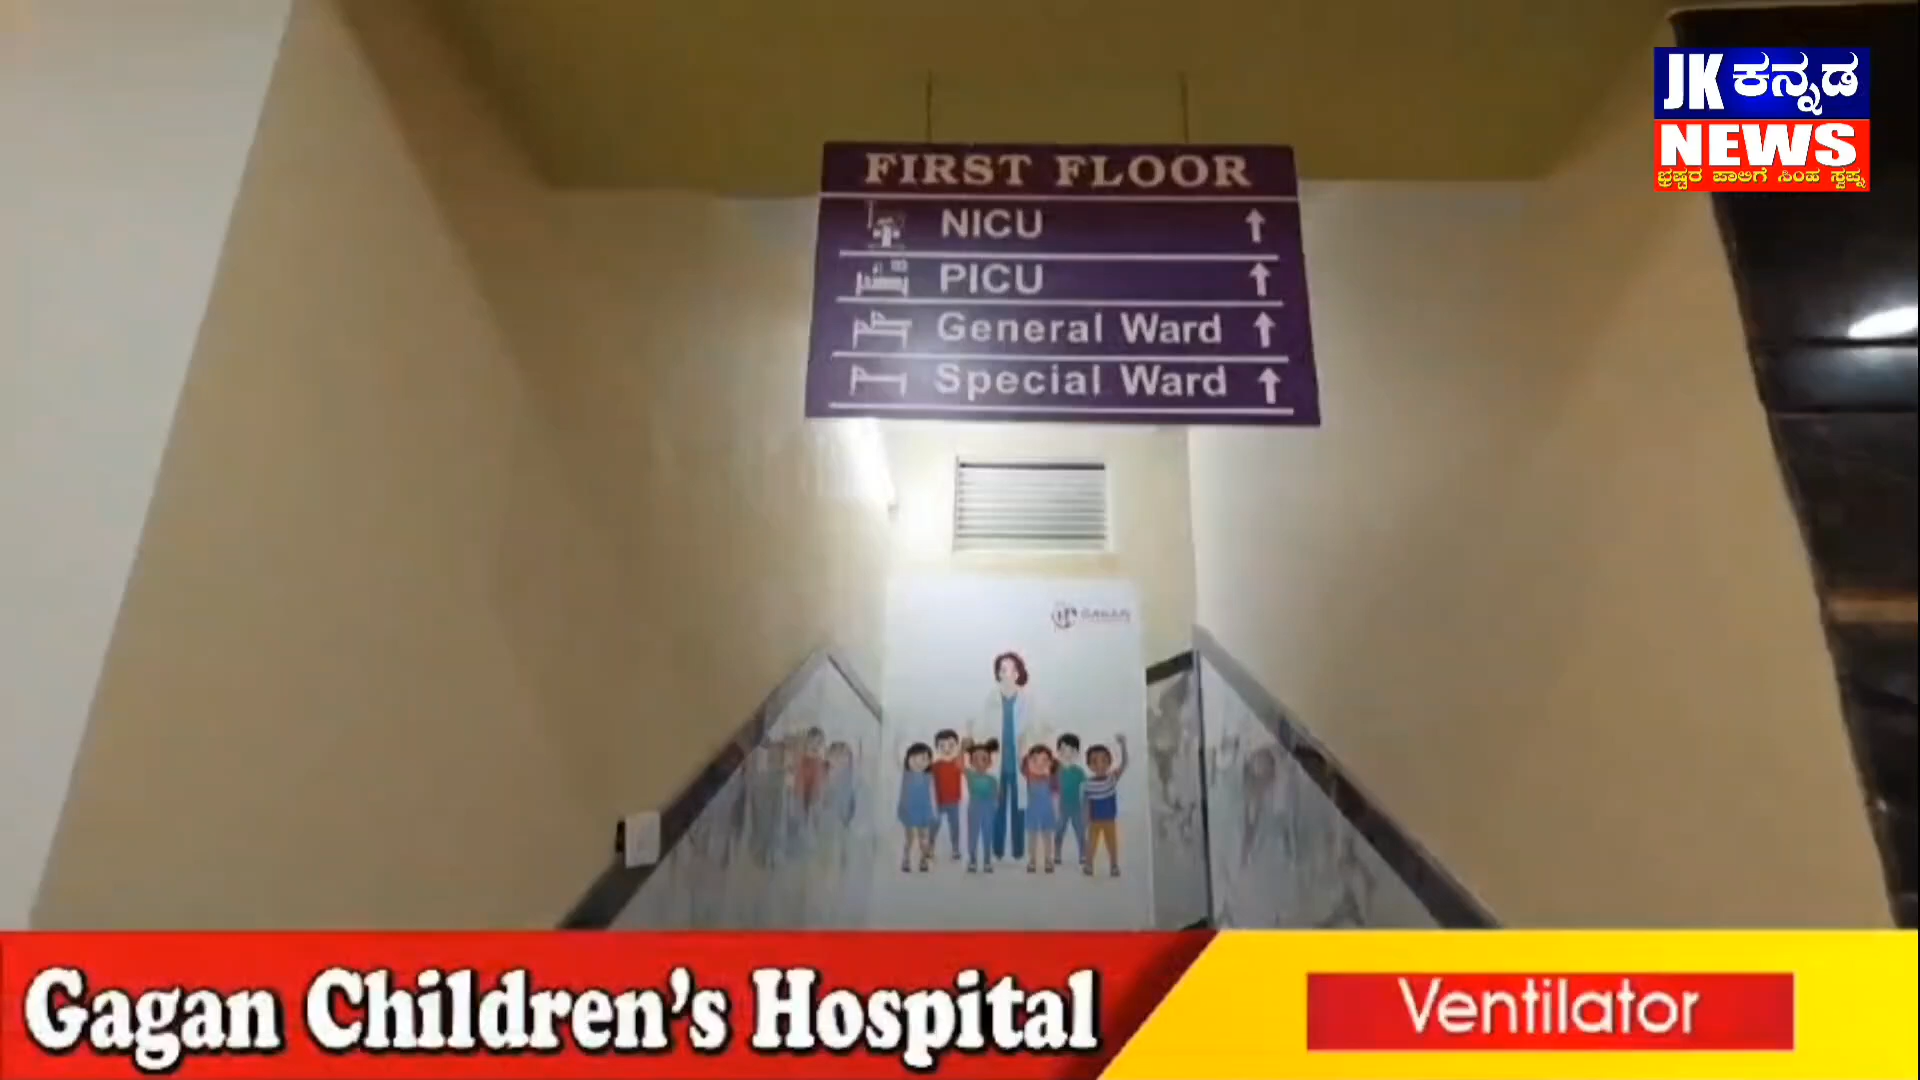 JK ಕನ್ನಡ
NEWS
ಭ್ರಷ್ಟರ ಪಾಲಿಗೆ ಸಿಂಹ ಸ್ವಪ್ನ
FIRST FLOOR
NICU
PICU
General Ward
Special Ward
GAGAN
Gagan Children's Hospital
Ventilator